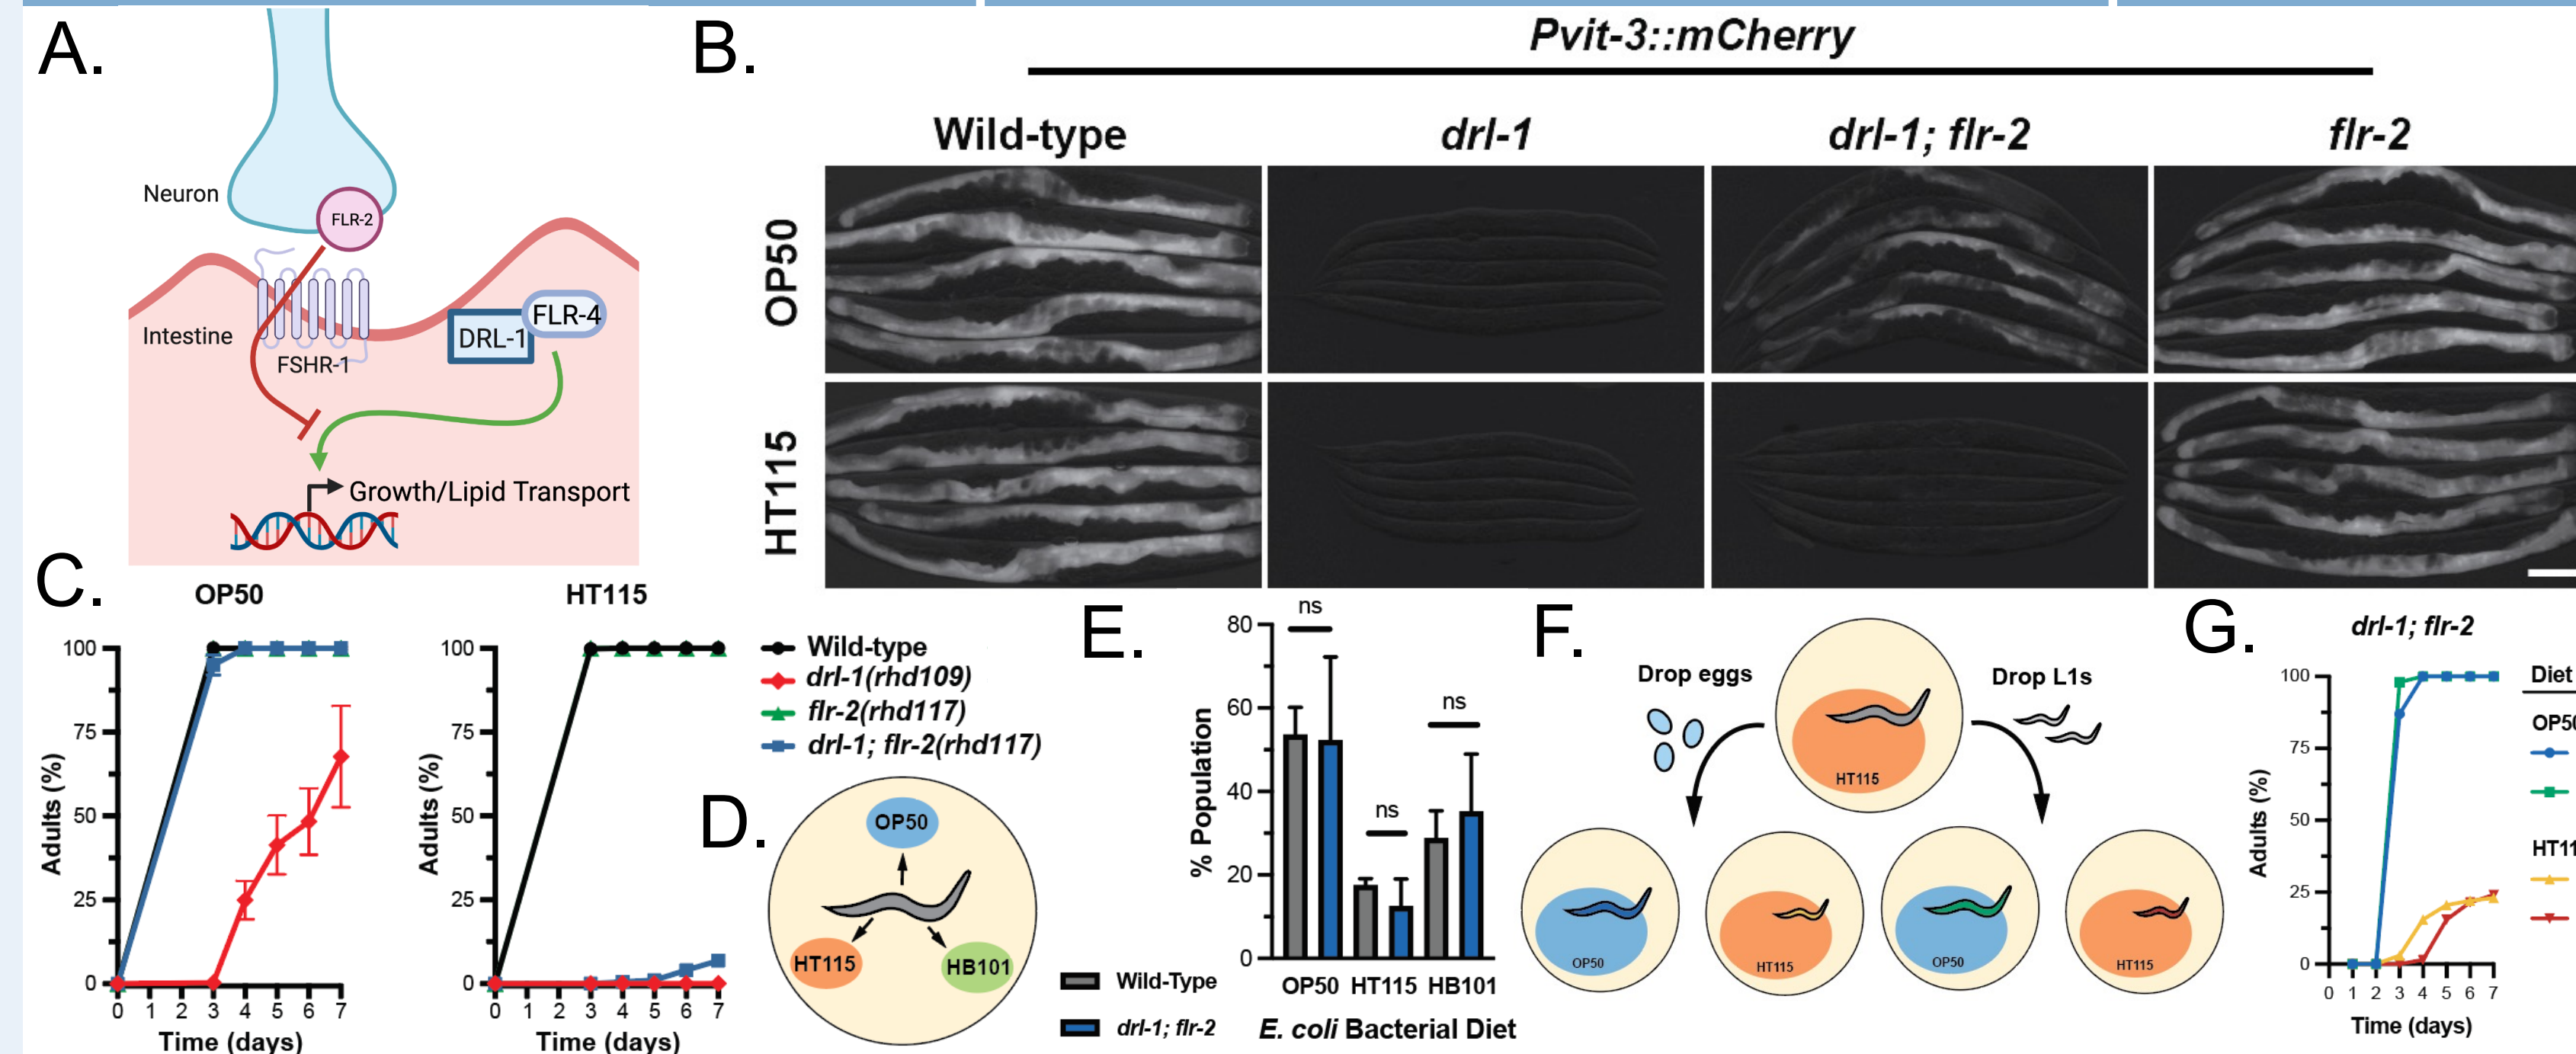 A.
Neuron
FLR-2
Intestine
FSHR-1
DRL-1
FLR-4
Growth/Lipid Transport
B.
Pvit-3::mCherry
Wild-type
drl-1
drl-1; flr-2
flr-2
OP50
HT115
C.
OP50
100
75
50
25
0
Adults (%)
0 1 2 3 4 5 6 7
Time (days)
HT115
100
75
50
25
0
Adults (%)
0 1 2 3 4 5 6 7
Time (days)
Wild-type
drl-1(rhd109)
flr-2(rhd117)
drl-1; flr-2(rhd117)
D.
OP50
HT115
HB101
E.
80
60
40
20
0
% Population
ns
ns
ns
OP50 HT115 HB101
E. coli Bacterial Diet
Wild-Type
drl-1; flr-2
F.
Drop eggs
Drop L1s
HT115
OP50
HT115
OP50
HT115
G.
drl-1; flr-2
100
75
50
25
0
Adults (%)
0 1 2 3 4 5 6 7
Time (days)
Diet
OP50
HT11